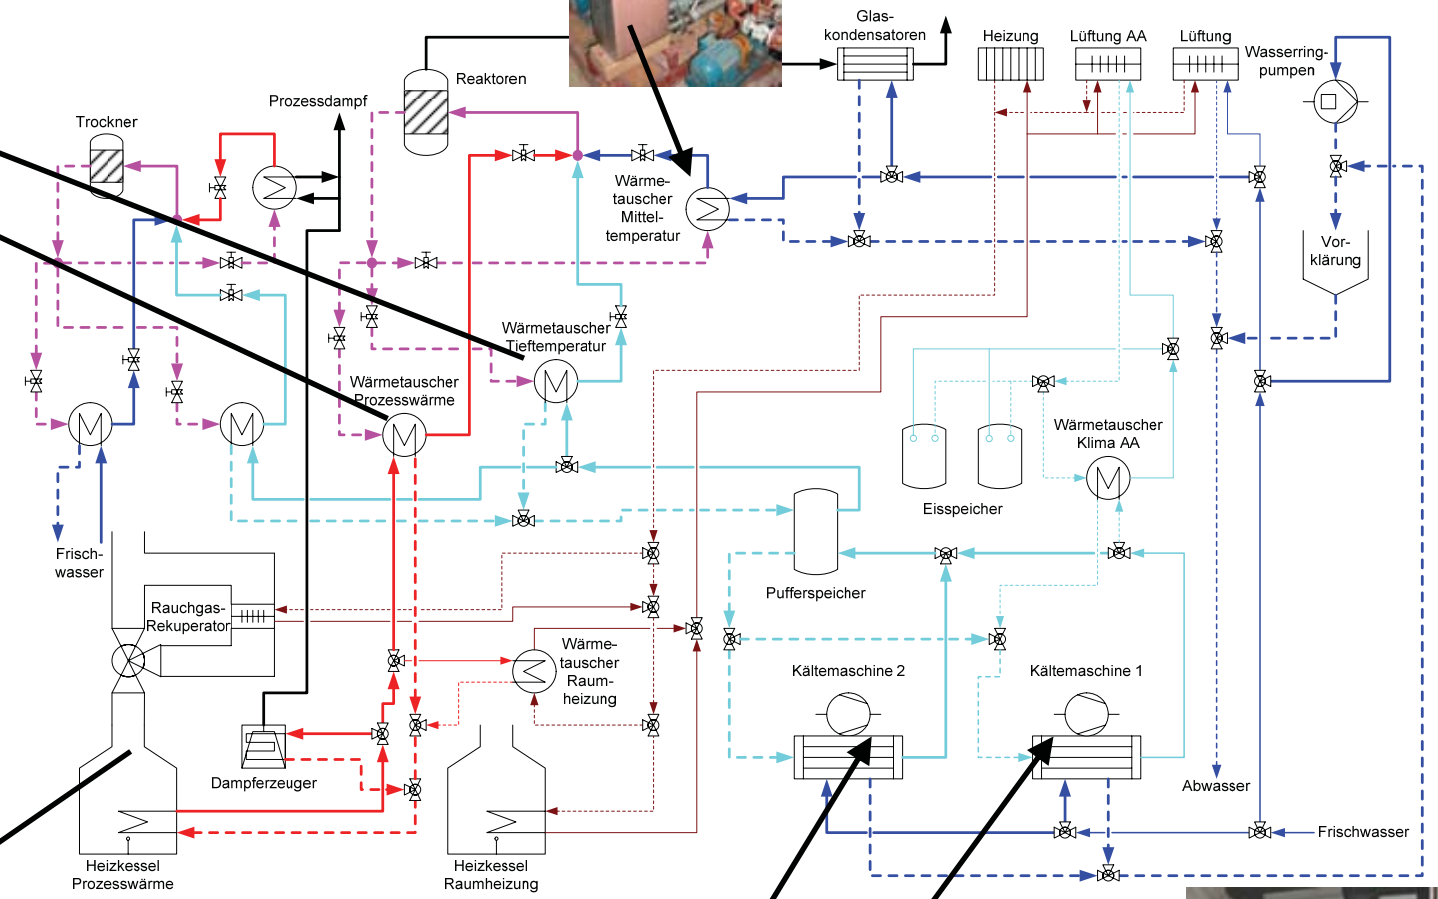 Glas-
kondensatoren
Heizung
Lüftung AA
Lüftung
Wasserring-
pumpen
Reaktoren
Prozessdampf
Trockner
Wärme-
tauscher
Mittel-
temperatur
Vor-
klärung
Wärmetauscher
Tieftemperatur
Wärmetauscher
Prozesswärme
Wärmetauscher
Klima AA
Eisspeicher
Frisch-
wasser
Pufferspeicher
Rauchgas-
Rekuperator
Wärme-
tauscher
Raum-
heizung
Kältemaschine 2
Kältemaschine 1
Dampferzeuger
Abwasser
Frischwasser
Heizkessel
Prozesswärme
Heizkessel
Raumheizung